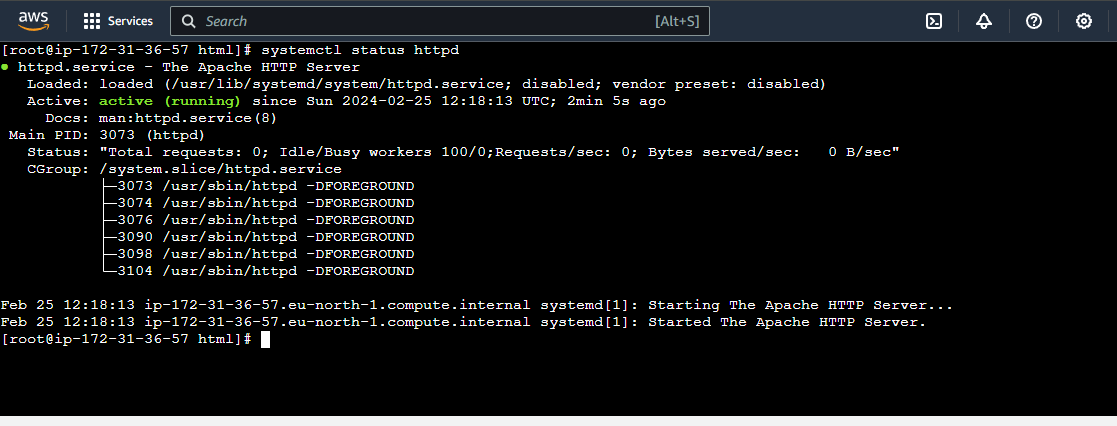 aws Services Search [Alt+S]
[root@ip-172-31-36-57 html]# systemctl status httpd
● httpd.service - The Apache HTTP Server
   Loaded: loaded (/usr/lib/systemd/system/httpd.service; disabled; vendor preset: disabled)
   Active: active (running) since Sun 2024-02-25 12:18:13 UTC; 2min 5s ago
     Docs: man:httpd.service(8)
 Main PID: 3073 (httpd)
   Status: "Total requests: 0; Idle/Busy workers 100/0;Requests/sec: 0; Bytes served/sec:   0 B/sec"
   CGroup: /system.slice/httpd.service
           ├─3073 /usr/sbin/httpd -DFOREGROUND
           ├─3074 /usr/sbin/httpd -DFOREGROUND
           ├─3076 /usr/sbin/httpd -DFOREGROUND
           ├─3090 /usr/sbin/httpd -DFOREGROUND
           ├─3098 /usr/sbin/httpd -DFOREGROUND
           └─3104 /usr/sbin/httpd -DFOREGROUND
Feb 25 12:18:13 ip-172-31-36-57.eu-north-1.compute.internal systemd[1]: Starting The Apache HTTP Server...
Feb 25 12:18:13 ip-172-31-36-57.eu-north-1.compute.internal systemd[1]: Started The Apache HTTP Server.
[root@ip-172-31-36-57 html]#